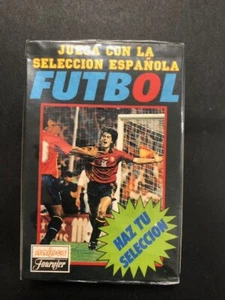 JUEGA CON LA
SELECCION ESPAÑOLA
FUTBOL
HAZ TU
SELECCION
Fournier